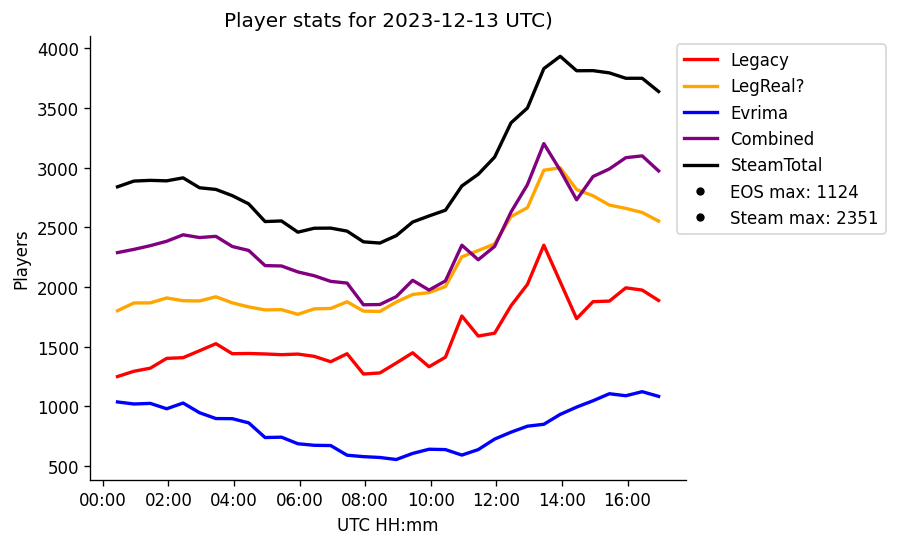 Player stats for 2023-12-13 UTC)
4000
3500
3000
2500
2000
1500
1000
500
Players
00:00 02:00 04:00 06:00 08:00 10:00 12:00 14:00 16:00
UTC HH:mm
Legacy
LegReal?
Evrima
Combined
SteamTotal
EOS max: 1124
Steam max: 2351